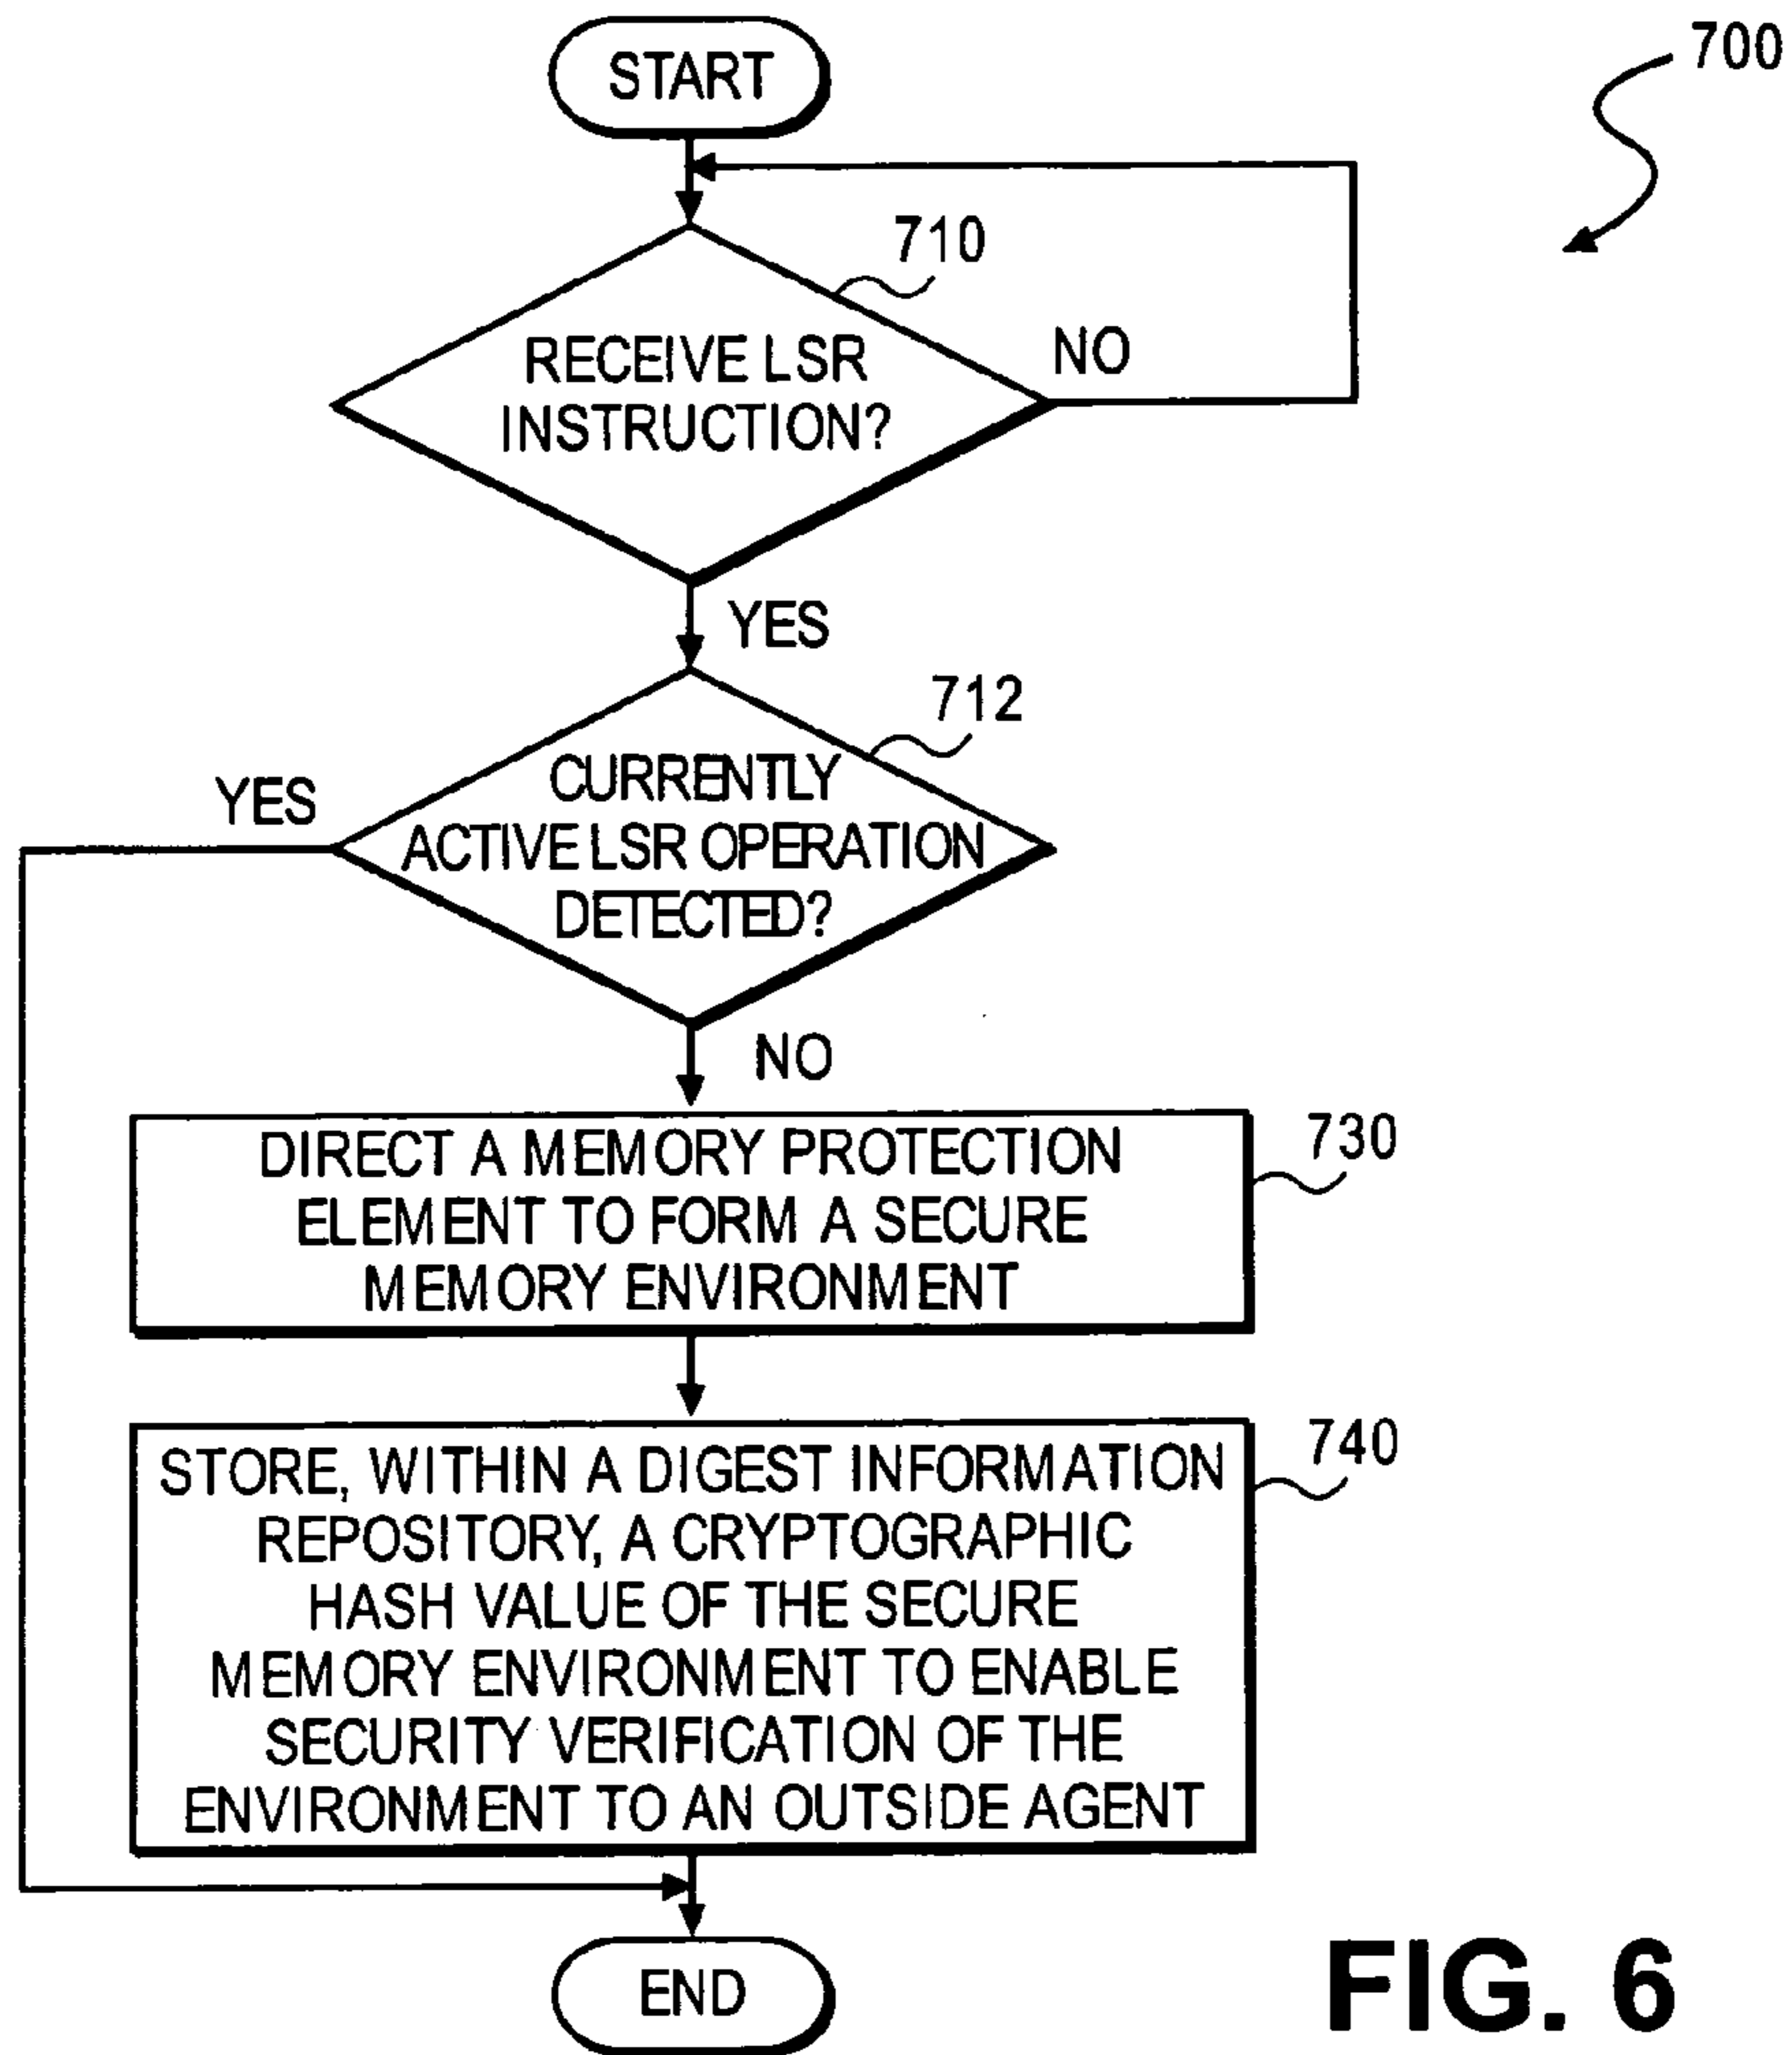 START
700
710
RECEIVE LSR
INSTRUCTION?
NO
YES
712
CURRENTLY
ACTIVE LSR OPERATION
DETECTED?
YES
NO
DIRECT A MEMORY PROTECTION
ELEMENT TO FORM A SECURE
MEMORY ENVIRONMENT
730
STORE, WITHIN A DIGEST INFORMATION
REPOSITORY, A CRYPTOGRAPHIC
HASH VALUE OF THE SECURE
MEMORY ENVIRONMENT TO ENABLE
SECURITY VERIFICATION OF THE
ENVIRONMENT TO AN OUTSIDE AGENT
740
END
FIG. 6